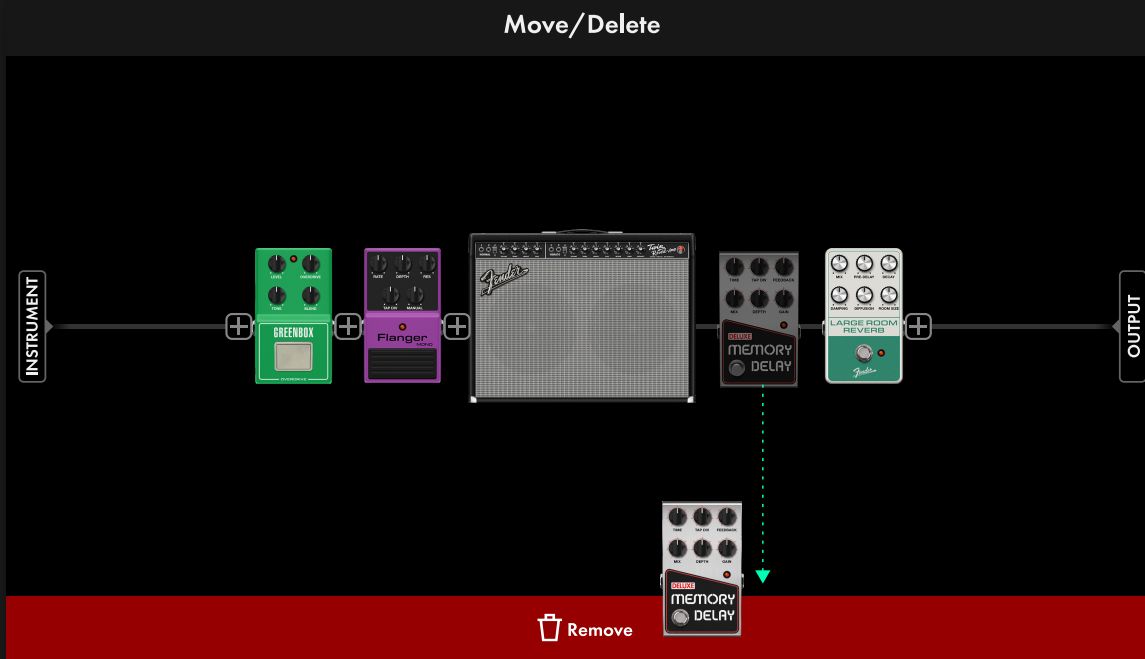 Move/Delete
INSTRUMENT
LEVEL
OVERDRIVE
TONE
BLEND
GREENBOX
OVERDRIVE
RATE
DEPTH
RES
TAP DIV
MANUAL
Flanger
MONO
Fender
TIME
TAP DIV
FEEDBACK
MIX
DEPTH
GAIN
DELUXE
MEMORY
DELAY
MIX
PRE-DELAY
DECAY
DAMPING
DIFFUSION
ROOM SIZE
LARGE ROOM
REVERB
Fender
OUTPUT
TIME
TAP DIV
FEEDBACK
MIX
DEPTH
GAIN
DELUXE
MEMORY
DELAY
Remove